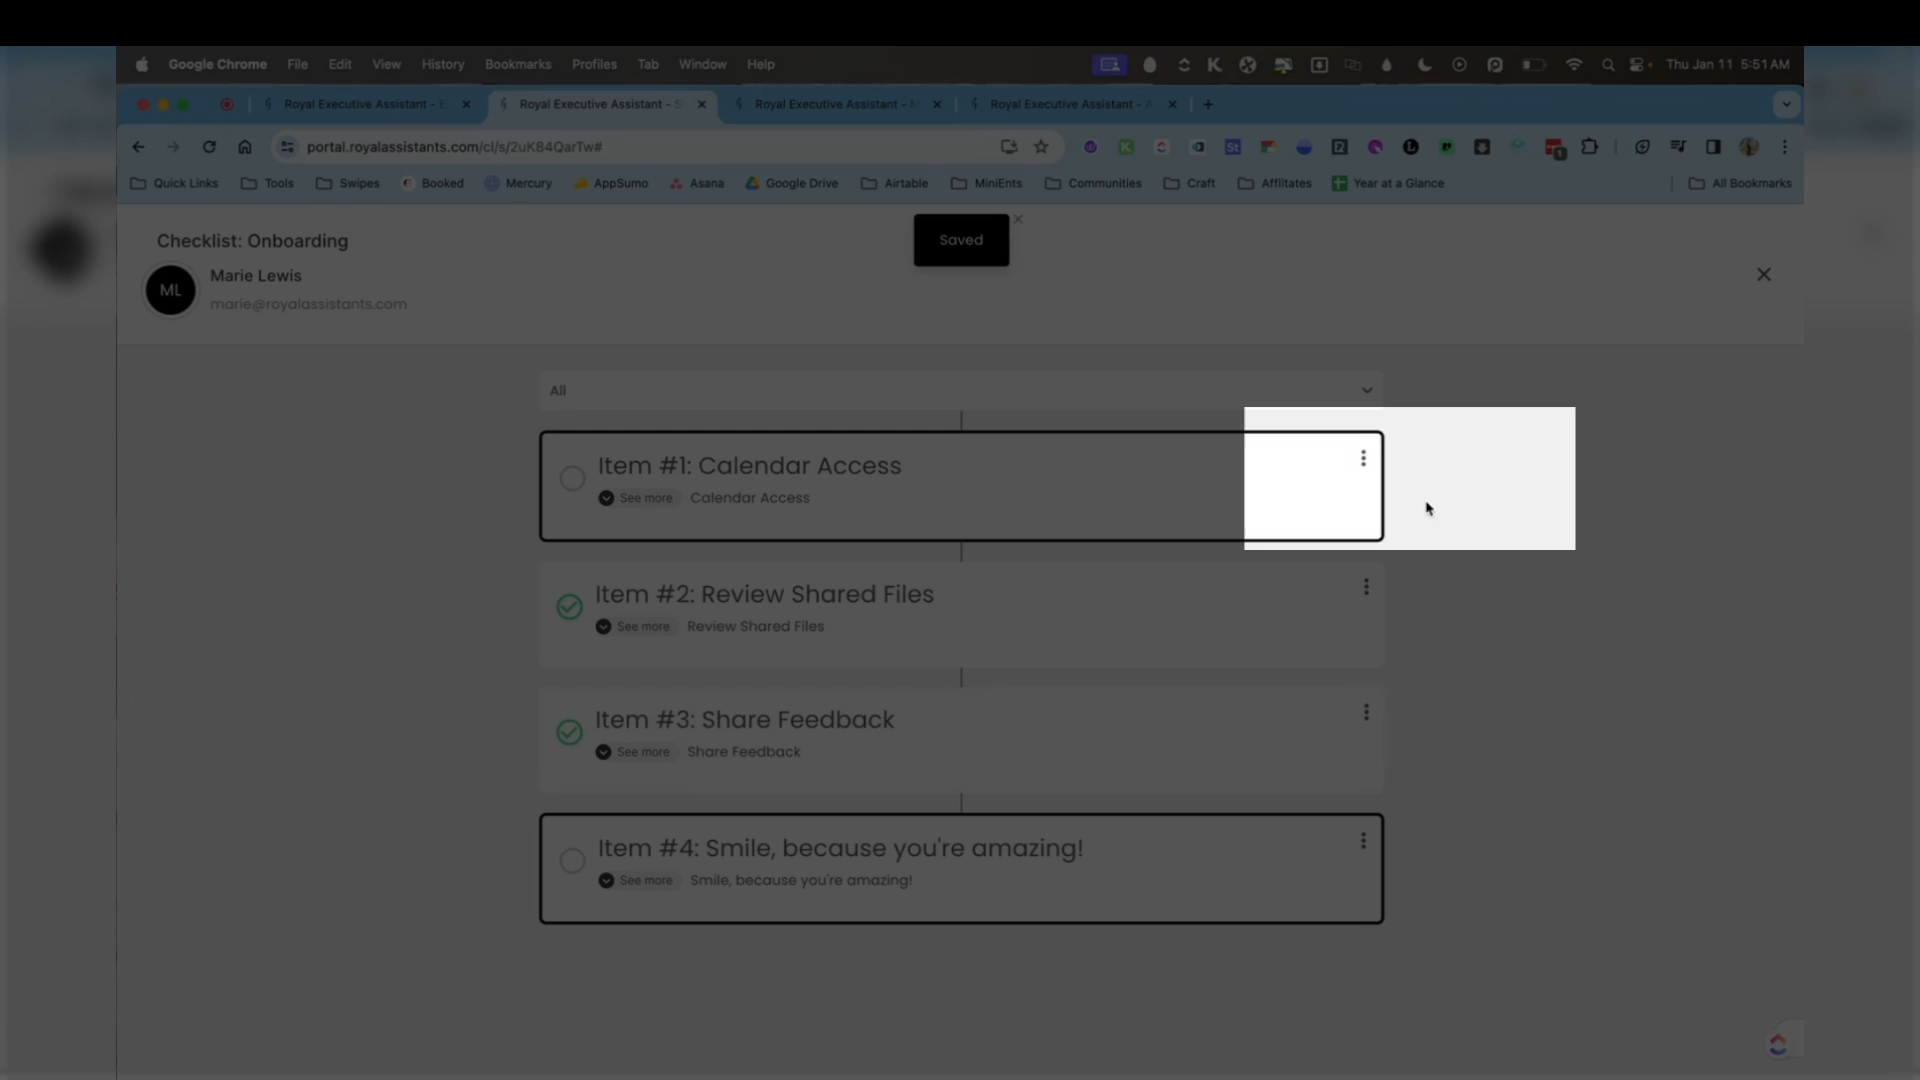 Google Chrome File Edit View History Bookmarks Profiles Tab Window Help Thu Jan 11 5:51 AM
Royal Executive Assistant - Royal Executive Assistant - S Royal Executive Assistant - Royal Executive Assistant -
portal.royalassistants.com/cl/s/2uK84QarTw#
Quick Links Tools Swipes Booked Mercury AppSumo Asana Google Drive Airtable MiniEnts Communities Craft Affiltates Year at a Glance All Bookmarks
Checklist: Onboarding
Saved
ML
Marie Lewis
marie@royalassistants.com
All
Item #1: Calendar Access
See more Calendar Access
Item #2: Review Shared Files
See more Review Shared Files
Item #3: Share Feedback
See more Share Feedback
Item #4: Smile, because you're amazing!
See more Smile, because you're amazing!